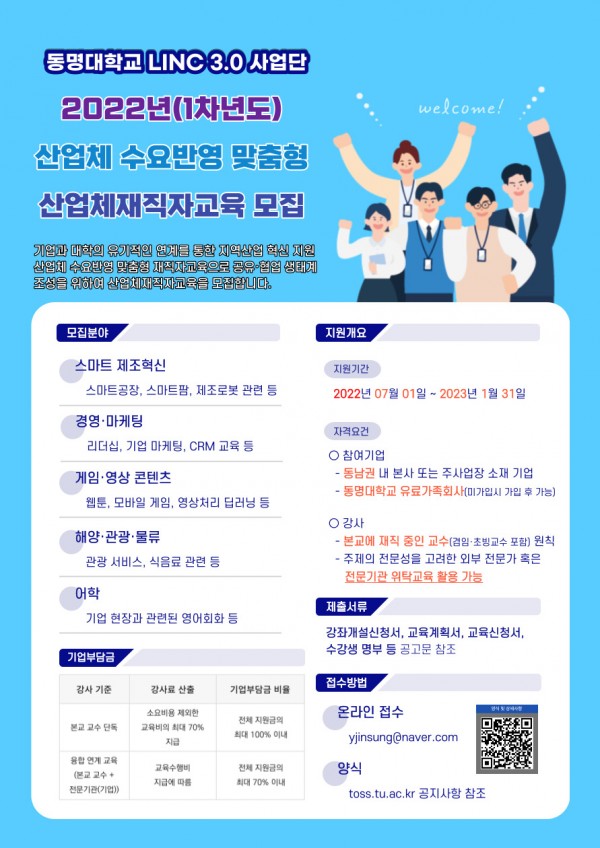 동명대학교 LINC 3.0 사업단
2022년(1차년도)
산업체 수요반영 맞춤형
산업체재직자교육 모집
welcome!
기업과 대학의 유기적인 연계를 통한 지역산업 혁신 지원
산업체 수요반영 맞춤형 재직자교육으로 공유·협업 생태계
조성을 위하여 산업체재직자교육을 모집합니다.
모집분야
스마트 제조혁신
스마트공장, 스마트팜, 제조로봇 관련 등
경영·마케팅
리더십, 기업 마케팅, CRM 교육 등
게임·영상 콘텐츠
웹툰, 모바일 게임, 영상처리 딥러닝 등
해양·관광·물류
관광 서비스, 식음료 관련 등
어학
기업 현장과 관련된 영어회화 등
기업부담금
강사 기준 강사료 산출 기업부담금 비율
본교 교수 단독
소요비용 제외한
교육비의 최대 70%
지급
전체 지원금의
최대 100% 이내
융합 연계 교육
(본교 교수 +
전문기관(기업))
교육수행비
지급에 따름
전체 지원금의
최대 70% 이내
지원개요
지원기간
2022년 07월 01일 ~ 2023년 1월 31일
자격요건
○ 참여기업
- 동남권 내 본사 또는 주사업장 소재 기업
- 동명대학교 유료가족회사(미가입시 가입 후 가능)
○ 강사
- 본교에 재직 중인 교수(겸임·초빙교수 포함) 원칙
- 주제의 전문성을 고려한 외부 전문가 혹은
전문기관 위탁교육 활용 가능
제출서류
강좌개설신청서, 교육계획서, 교육신청서,
수강생 명부 등 공고문 참조
접수방법
온라인 접수
yjinsung@naver.com
양식
toss.tu.ac.kr 공지사항 참조
양식 및 상세사항